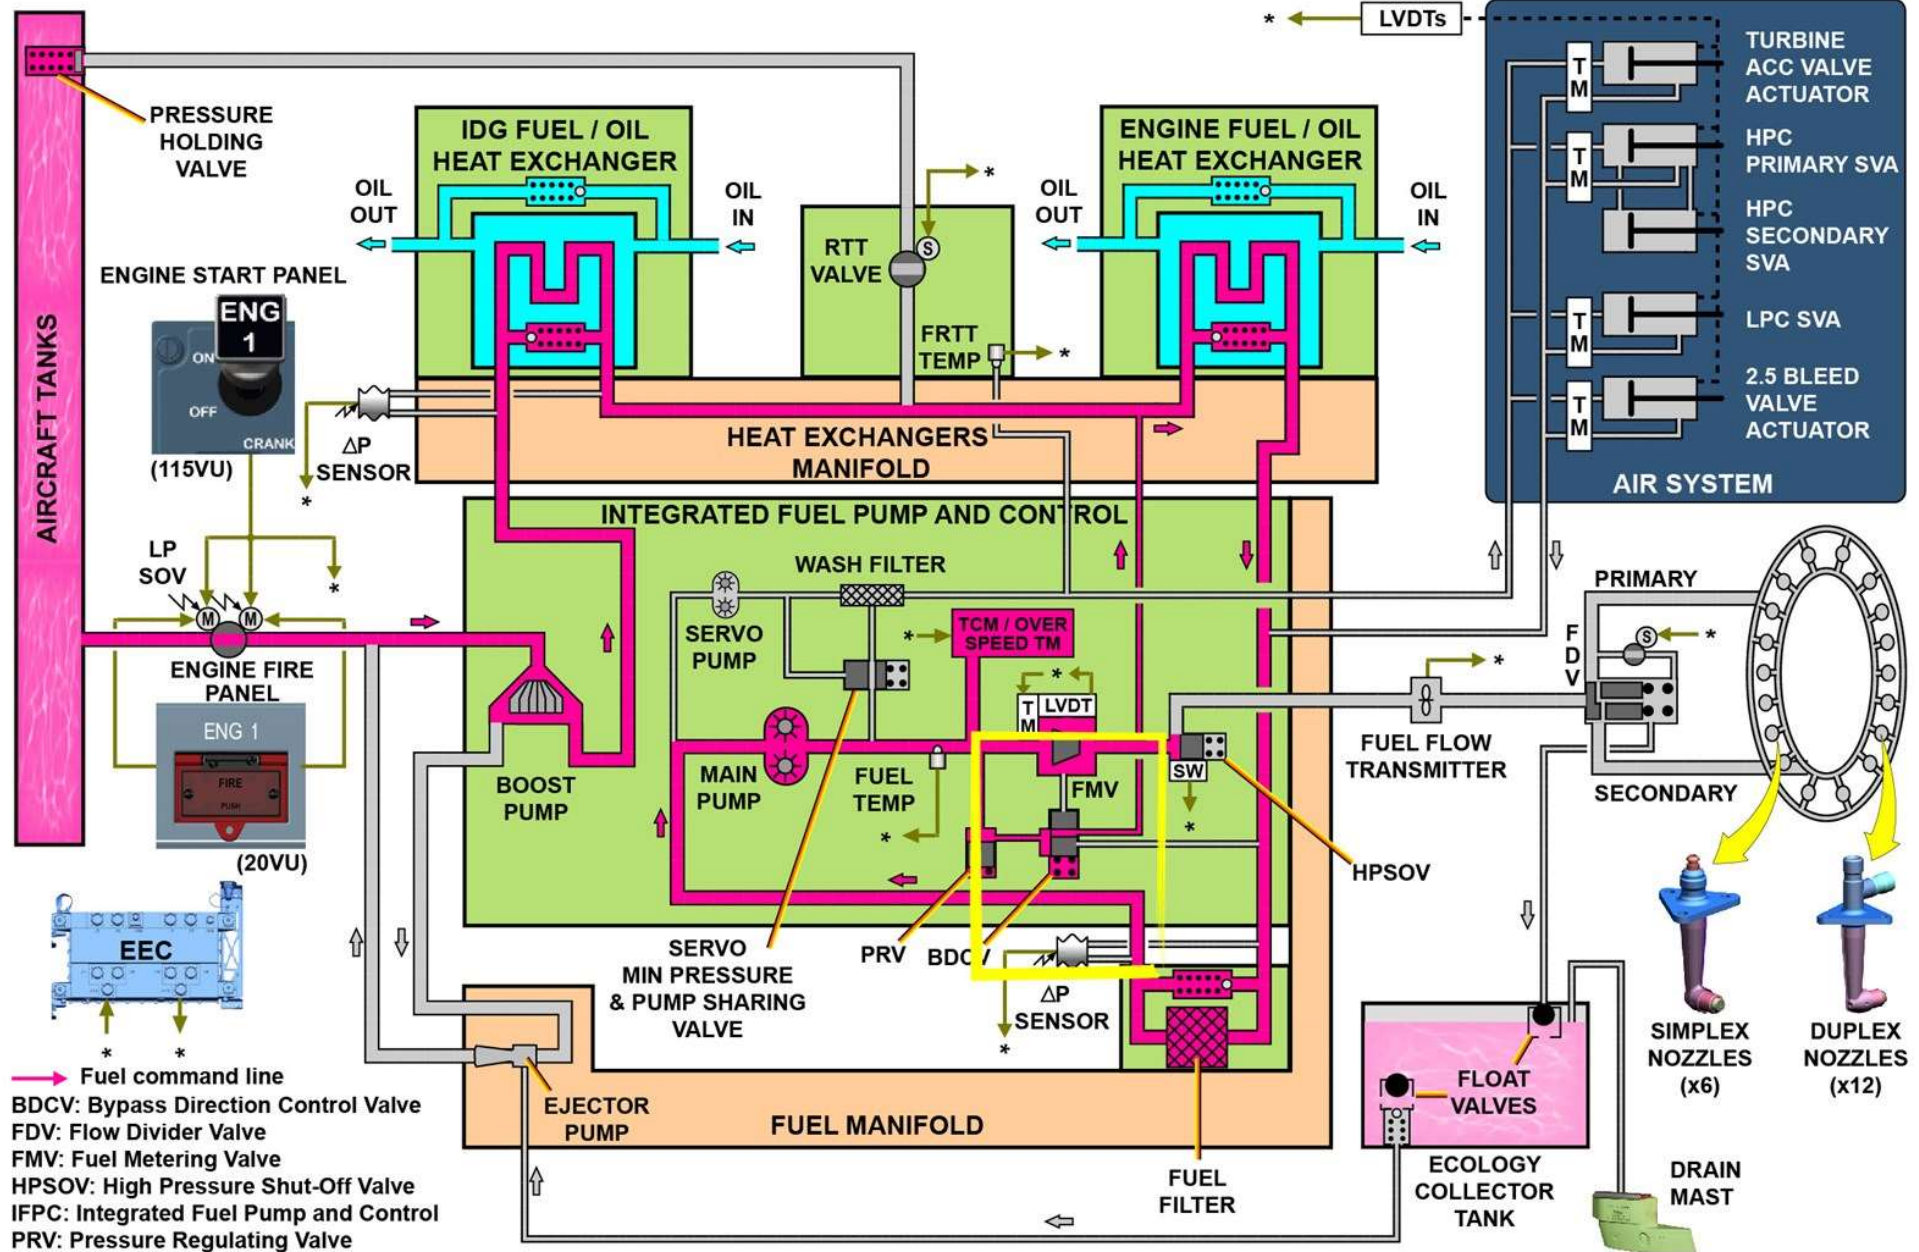 LVDTs
*
TURBINE
ACC VALVE
ACTUATOR
T
M
HPC
PRIMARY SVA
T
M
HPC
SECONDARY
SVA
LPC SVA
T
M
2.5 BLEED
VALVE
ACTUATOR
T
M
AIR SYSTEM
PRESSURE
HOLDING
VALVE
AIRCRAFT TANKS
IDG FUEL / OIL
HEAT EXCHANGER
OIL
OUT
OIL
IN
ENGINE FUEL / OIL
HEAT EXCHANGER
OIL
OUT
OIL
IN
RTT
VALVE
S
*
FRTT
TEMP
*
ENGINE START PANEL
ENG
1
ON
OFF
CRANK
(115VU)
ΔP
SENSOR
*
HEAT EXCHANGERS
MANIFOLD
LP
SOV
*
M
M
ENGINE FIRE
PANEL
ENG 1
FIRE
PUSH
(20VU)
INTEGRATED FUEL PUMP AND CONTROL
WASH FILTER
SERVO
PUMP
*
TCM / OVER
SPEED TM
*
T
M
LVDT
BOOST
PUMP
MAIN
PUMP
FUEL
TEMP
*
FMV
SW
*
HPSOV
PRIMARY
F
D
V
S
*
*
FUEL FLOW
TRANSMITTER
SECONDARY
EEC
*
*
SERVO
MIN PRESSURE
& PUMP SHARING
VALVE
PRV
BDCV
ΔP
SENSOR
*
SIMPLEX
NOZZLES
(x6)
DUPLEX
NOZZLES
(x12)
FLOAT
VALVES
EJECTOR
PUMP
FUEL MANIFOLD
FUEL
FILTER
ECOLOGY
COLLECTOR
TANK
DRAIN
MAST
Fuel command line
BDCV: Bypass Direction Control Valve
FDV: Flow Divider Valve
FMV: Fuel Metering Valve
HPSOV: High Pressure Shut-Off Valve
IFPC: Integrated Fuel Pump and Control
PRV: Pressure Regulating Valve